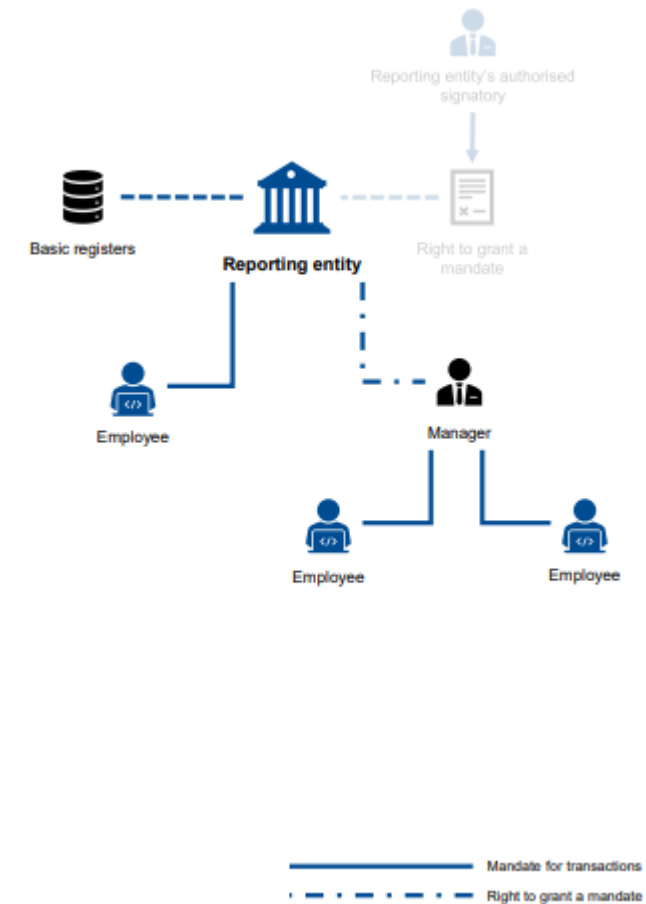 Reporting entity's authorised
signatory
Basic registers
Reporting entity
Right to grant a
mandate
Employee
Manager
Employee
Employee
Mandate for transactions
Right to grant a mandate